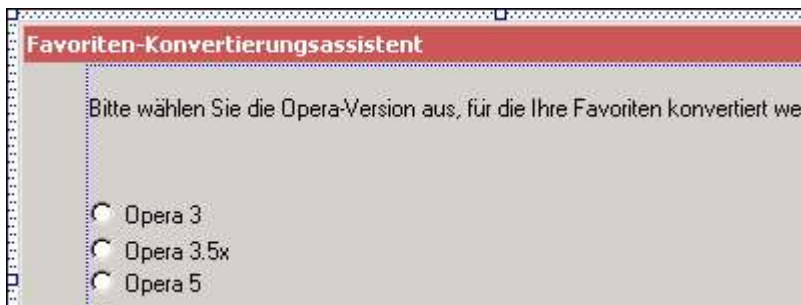 Favoriten-Konvertierungsassistent
Bitte wählen Sie die Opera-Version aus, für die Ihre Favoriten konvertiert we
Opera 3
Opera 3.5x
Opera 5